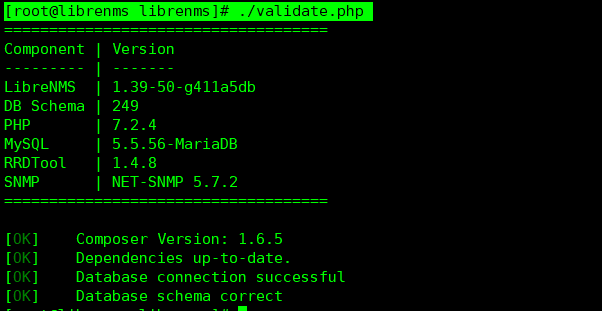 [root@librenms librenms]# ./validate.php
====================================
Component | Version
--------- | -------
LibreNMS  | 1.39-50-g411a5db
DB Schema | 249
PHP       | 7.2.4
MySQL     | 5.5.56-MariaDB
RRDTool   | 1.4.8
SNMP      | NET-SNMP 5.7.2
====================================
[OK]    Composer Version: 1.6.5
[OK]    Dependencies up-to-date.
[OK]    Database connection successful
[OK]    Database schema correct